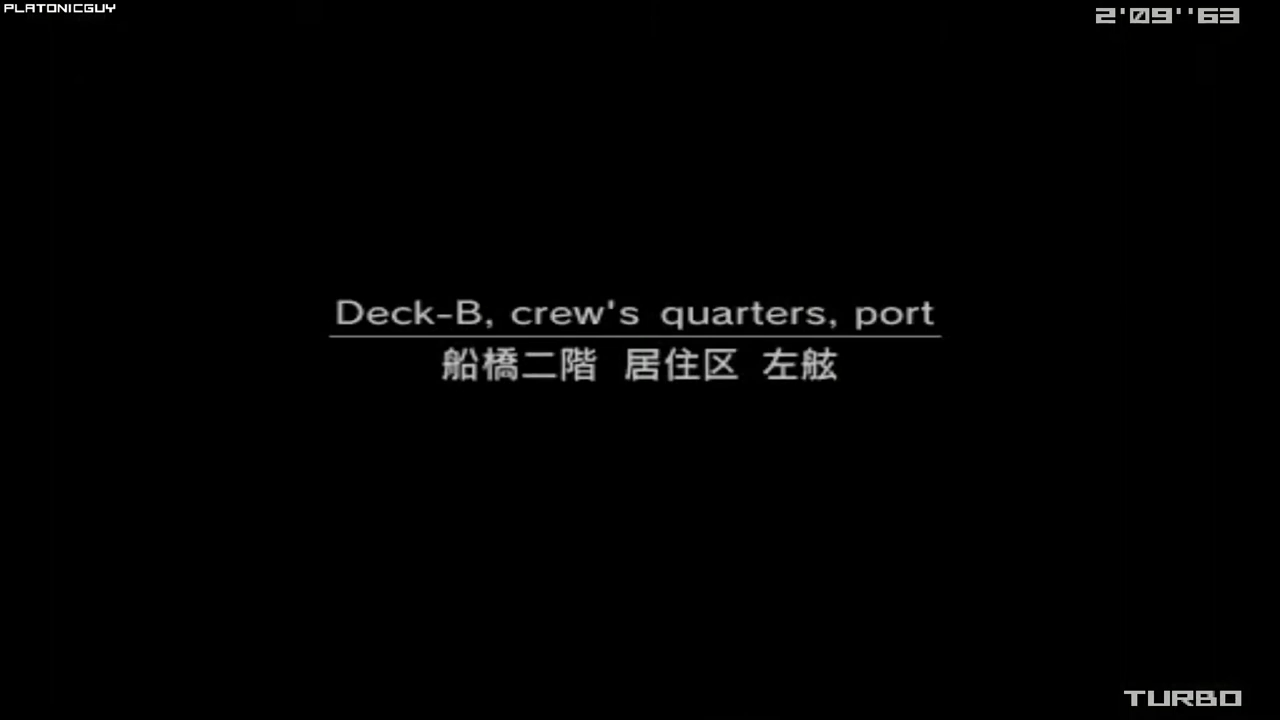 PLATONICGUY
2'09''63
Deck-B, crew's quarters, port
船橋二階 居住区 左舷
TURBO